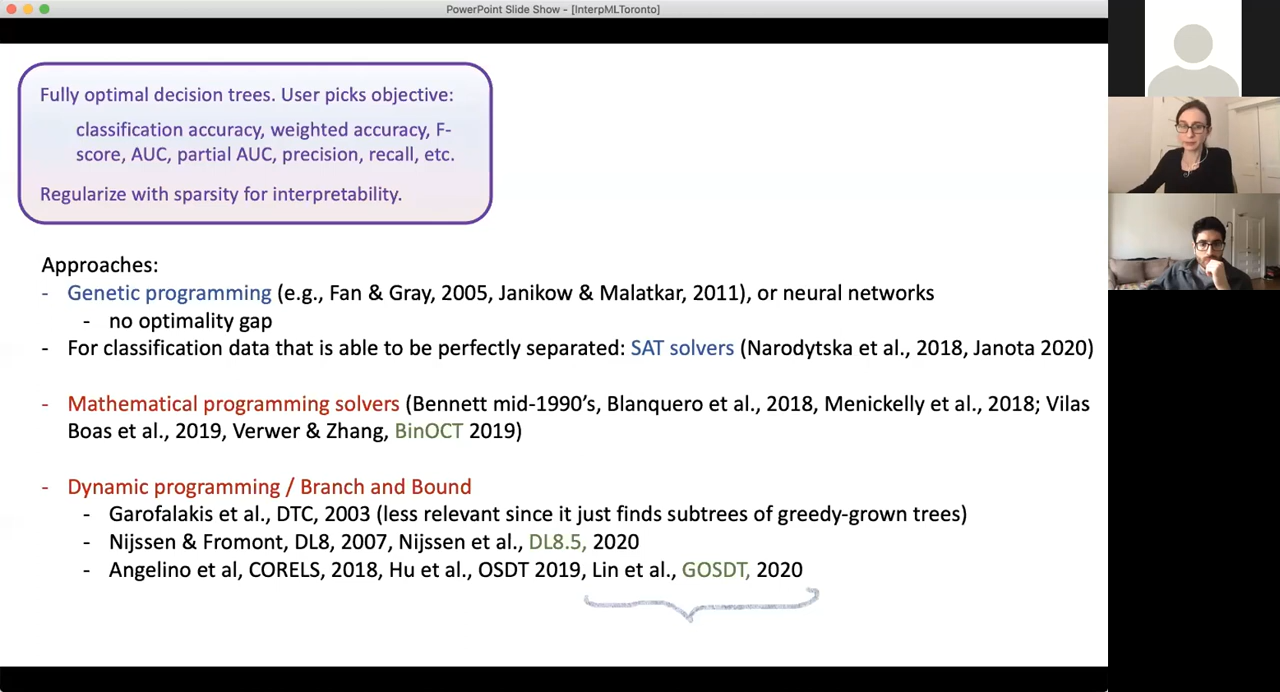 PowerPoint Slide Show - [InterpMLToronto]
Fully optimal decision trees. User picks objective:
classification accuracy, weighted accuracy, F-
score, AUC, partial AUC, precision, recall, etc.
Regularize with sparsity for interpretability.
Approaches:
- Genetic programming (e.g., Fan & Gray, 2005, Janikow & Malatkar, 2011), or neural networks
- no optimality gap
- For classification data that is able to be perfectly separated: SAT solvers (Narodytska et al., 2018, Janota 2020)
- Mathematical programming solvers (Bennett mid-1990's, Blanquero et al., 2018, Menickelly et al., 2018; Vilas
Boas et al., 2019, Verwer & Zhang, BinOCT 2019)
- Dynamic programming / Branch and Bound
- Garofalakis et al., DTC, 2003 (less relevant since it just finds subtrees of greedy-grown trees)
- Nijssen & Fromont, DL8, 2007, Nijssen et al., DL8.5, 2020
- Angelino et al, CORELS, 2018, Hu et al., OSDT 2019, Lin et al., GOSDT, 2020